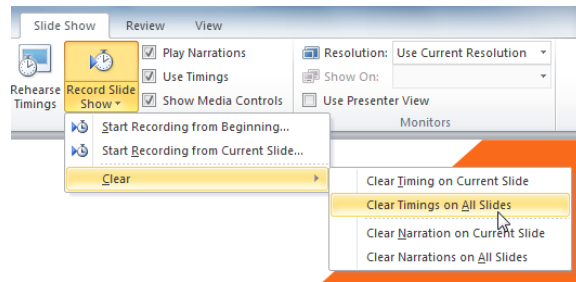 Slide Show Review View
Rehearse Timings
Record Slide Show
Play Narrations
Use Timings
Show Media Controls
Resolution: Use Current Resolution
Show On:
Use Presenter View
Monitors
Start Recording from Beginning...
Start Recording from Current Slide...
Clear
Clear Timing on Current Slide
Clear Timings on All Slides
Clear Narration on Current Slide
Clear Narrations on All Slides